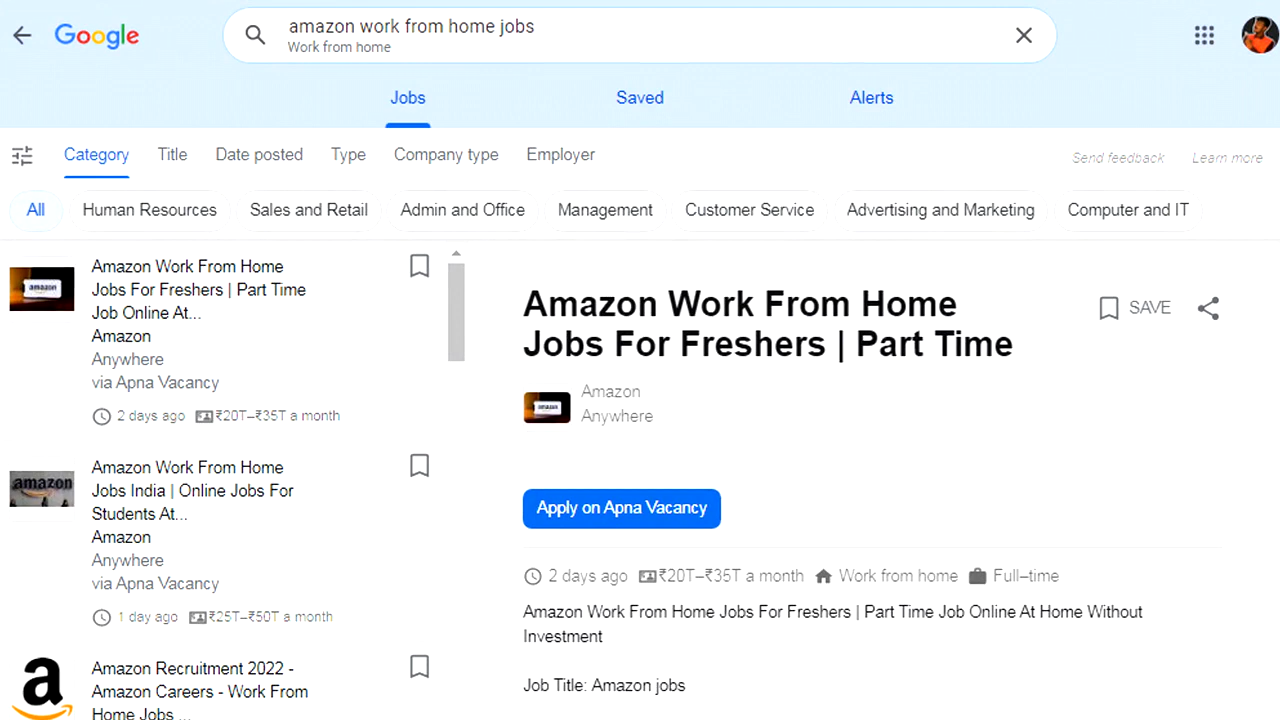 Google
amazon work from home jobs
Work from home
Jobs
Saved
Alerts
Category
Title
Date posted
Type
Company type
Employer
Send feedback
Learn more
All
Human Resources
Sales and Retail
Admin and Office
Management
Customer Service
Advertising and Marketing
Computer and IT
amazon
Amazon Work From Home
Jobs For Freshers | Part Time
Job Online At...
Amazon
Anywhere
via Apna Vacancy
2 days ago
₹20T–₹35T a month
amazon
Amazon Work From Home
Jobs India | Online Jobs For
Students At...
Amazon
Anywhere
via Apna Vacancy
1 day ago
₹25T–₹50T a month
a
Amazon Recruitment 2022 -
Amazon Careers - Work From
Home Jobs ...
Amazon Work From Home
Jobs For Freshers | Part Time
SAVE
amazon
Amazon
Anywhere
Apply on Apna Vacancy
2 days ago
₹20T–₹35T a month
Work from home
Full–time
Amazon Work From Home Jobs For Freshers | Part Time Job Online At Home Without
Investment
Job Title: Amazon jobs